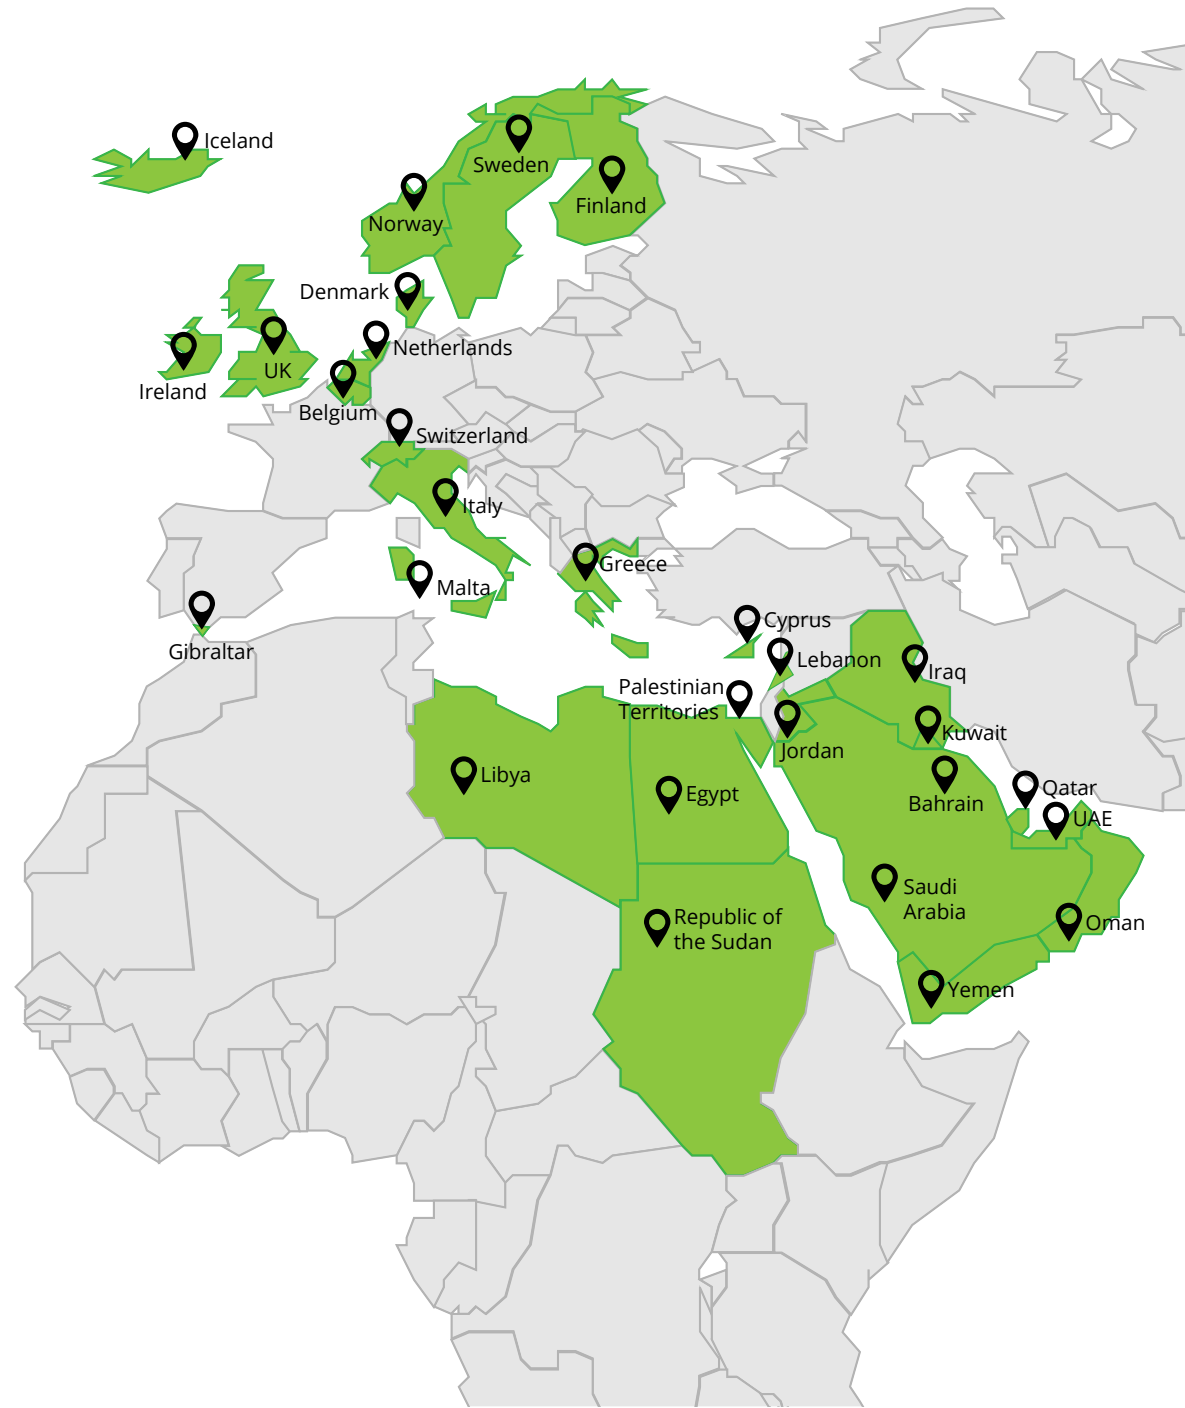 Iceland
Sweden
Finland
Norway
Denmark
Netherlands
UK
Ireland
Belgium
Switzerland
Italy
Greece
Malta
Cyprus
Gibraltar
Lebanon
Iraq
Palestinian
Territories
Kuwait
Jordan
Libya
Egypt
Bahrain
Qatar
UAE
Saudi
Arabia
Republic of
the Sudan
Oman
Yemen